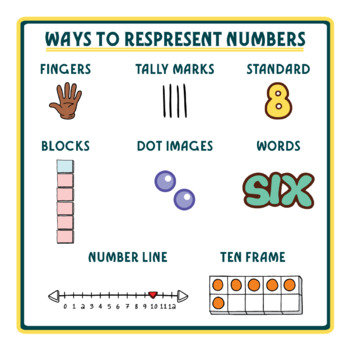 WAYS TO RESPRESENT NUMBERS
FINGERS TALLY MARKS STANDARD
8
BLOCKS DOT IMAGES WORDS
SIX
NUMBER LINE TEN FRAME
0 1 2 3 4 5 6 7 8 9 10 11 12